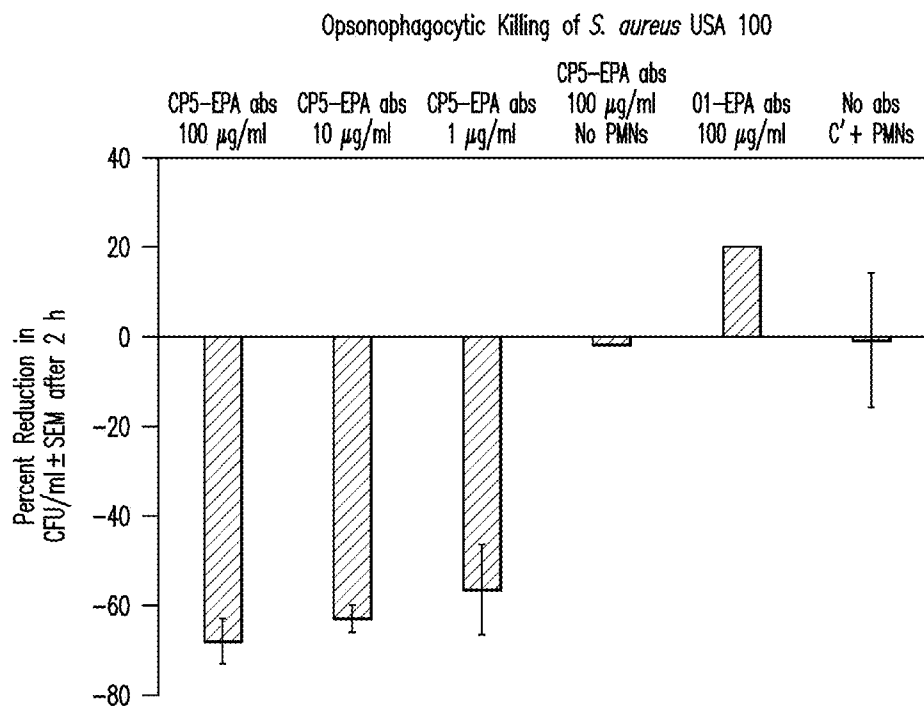 Opsonophagocytic Killing of S. aureus USA 100
CP5-EPA abs
100 µg/ml
CP5-EPA abs
10 µg/ml
CP5-EPA abs
1 µg/ml
CP5-EPA abs
100 µg/ml
No PMNs
O1-EPA abs
100 µg/ml
No abs
C' + PMNs
Percent Reduction in
CFU/ml ± SEM after 2 h
40
20
0
-20
-40
-60
-80